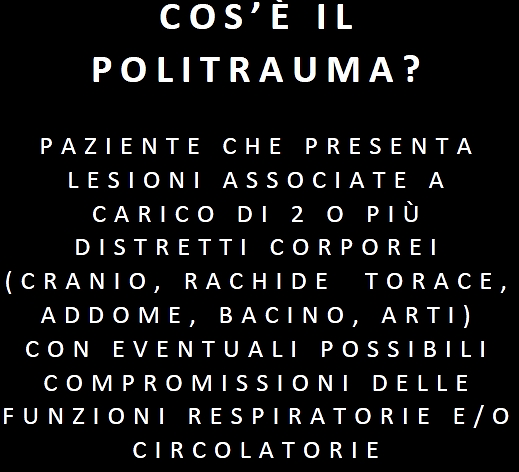 COS’È IL
POLITRAUMA?
PAZIENTE CHE PRESENTA
LESIONI ASSOCIATE A
CARICO DI 2 O PIÙ
DISTRETTI CORPOREI
(CRANIO, RACHIDE  TORACE,
ADDOME, BACINO, ARTI)
CON EVENTUALI POSSIBILI
COMPROMISSIONI DELLE
FUNZIONI RESPIRATORIE E/O
CIRCOLATORIE